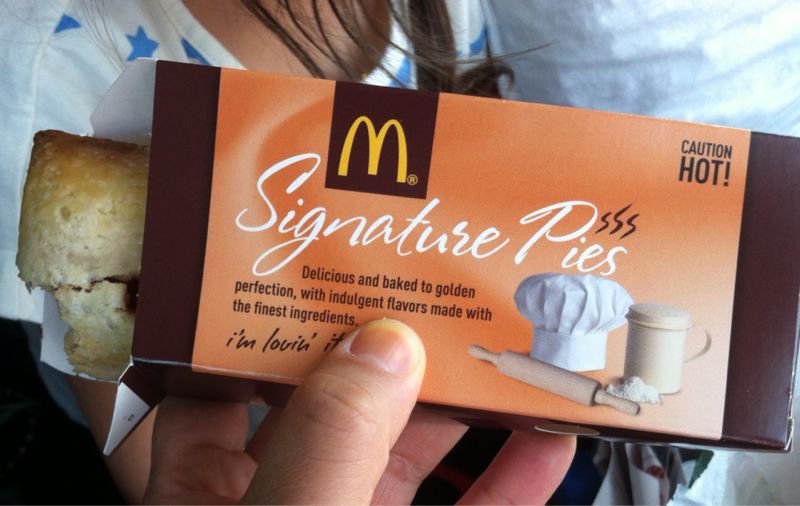 M®
CAUTION
HOT!
Signature Pies
Delicious and baked to golden
perfection, with indulgent flavors made with
the finest ingredients.
i'm lovin' it